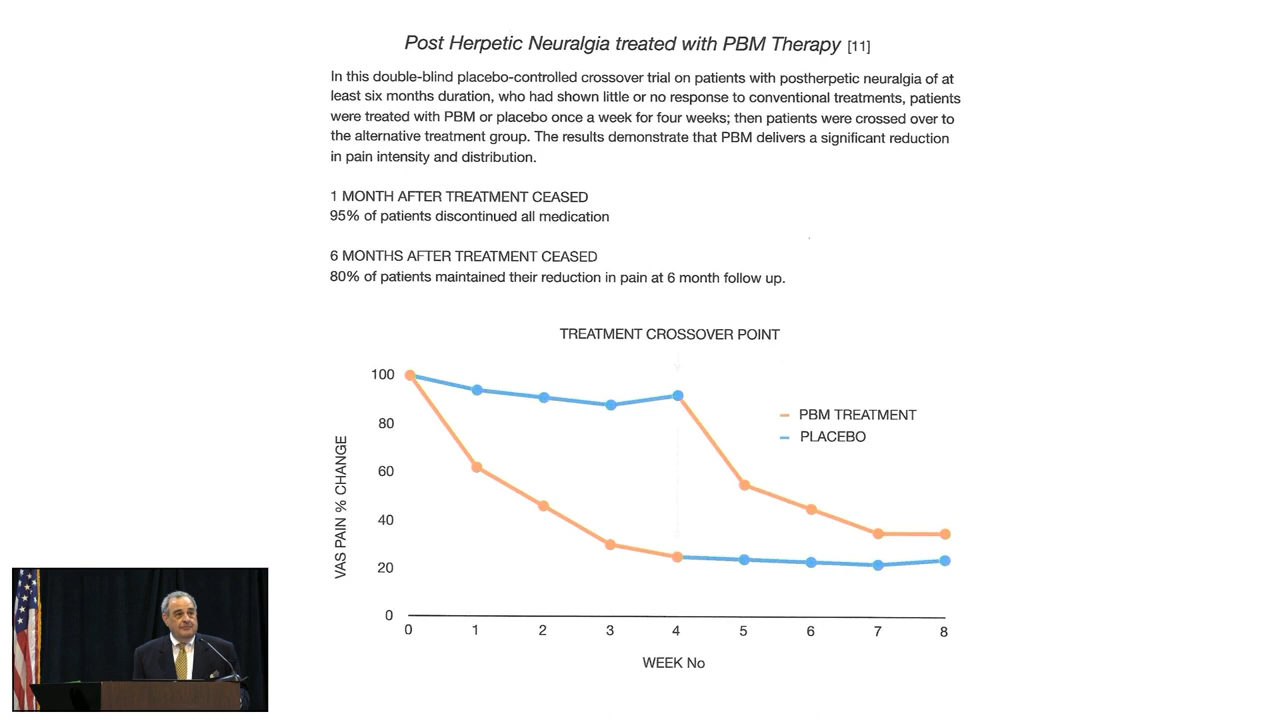 Post Herpetic Neuralgia treated with PBM Therapy [11]
In this double-blind placebo-controlled crossover trial on patients with postherpetic neuralgia of at
least six months duration, who had shown little or no response to conventional treatments, patients
were treated with PBM or placebo once a week for four weeks; then patients were crossed over to
the alternative treatment group. The results demonstrate that PBM delivers a significant reduction
in pain intensity and distribution.
1 MONTH AFTER TREATMENT CEASED
95% of patients discontinued all medication
6 MONTHS AFTER TREATMENT CEASED
80% of patients maintained their reduction in pain at 6 month follow up.
TREATMENT CROSSOVER POINT
100
80
60
40
20
0
VAS PAIN % CHANGE
PBM TREATMENT
PLACEBO
0 1 2 3 4 5 6 7 8
WEEK No